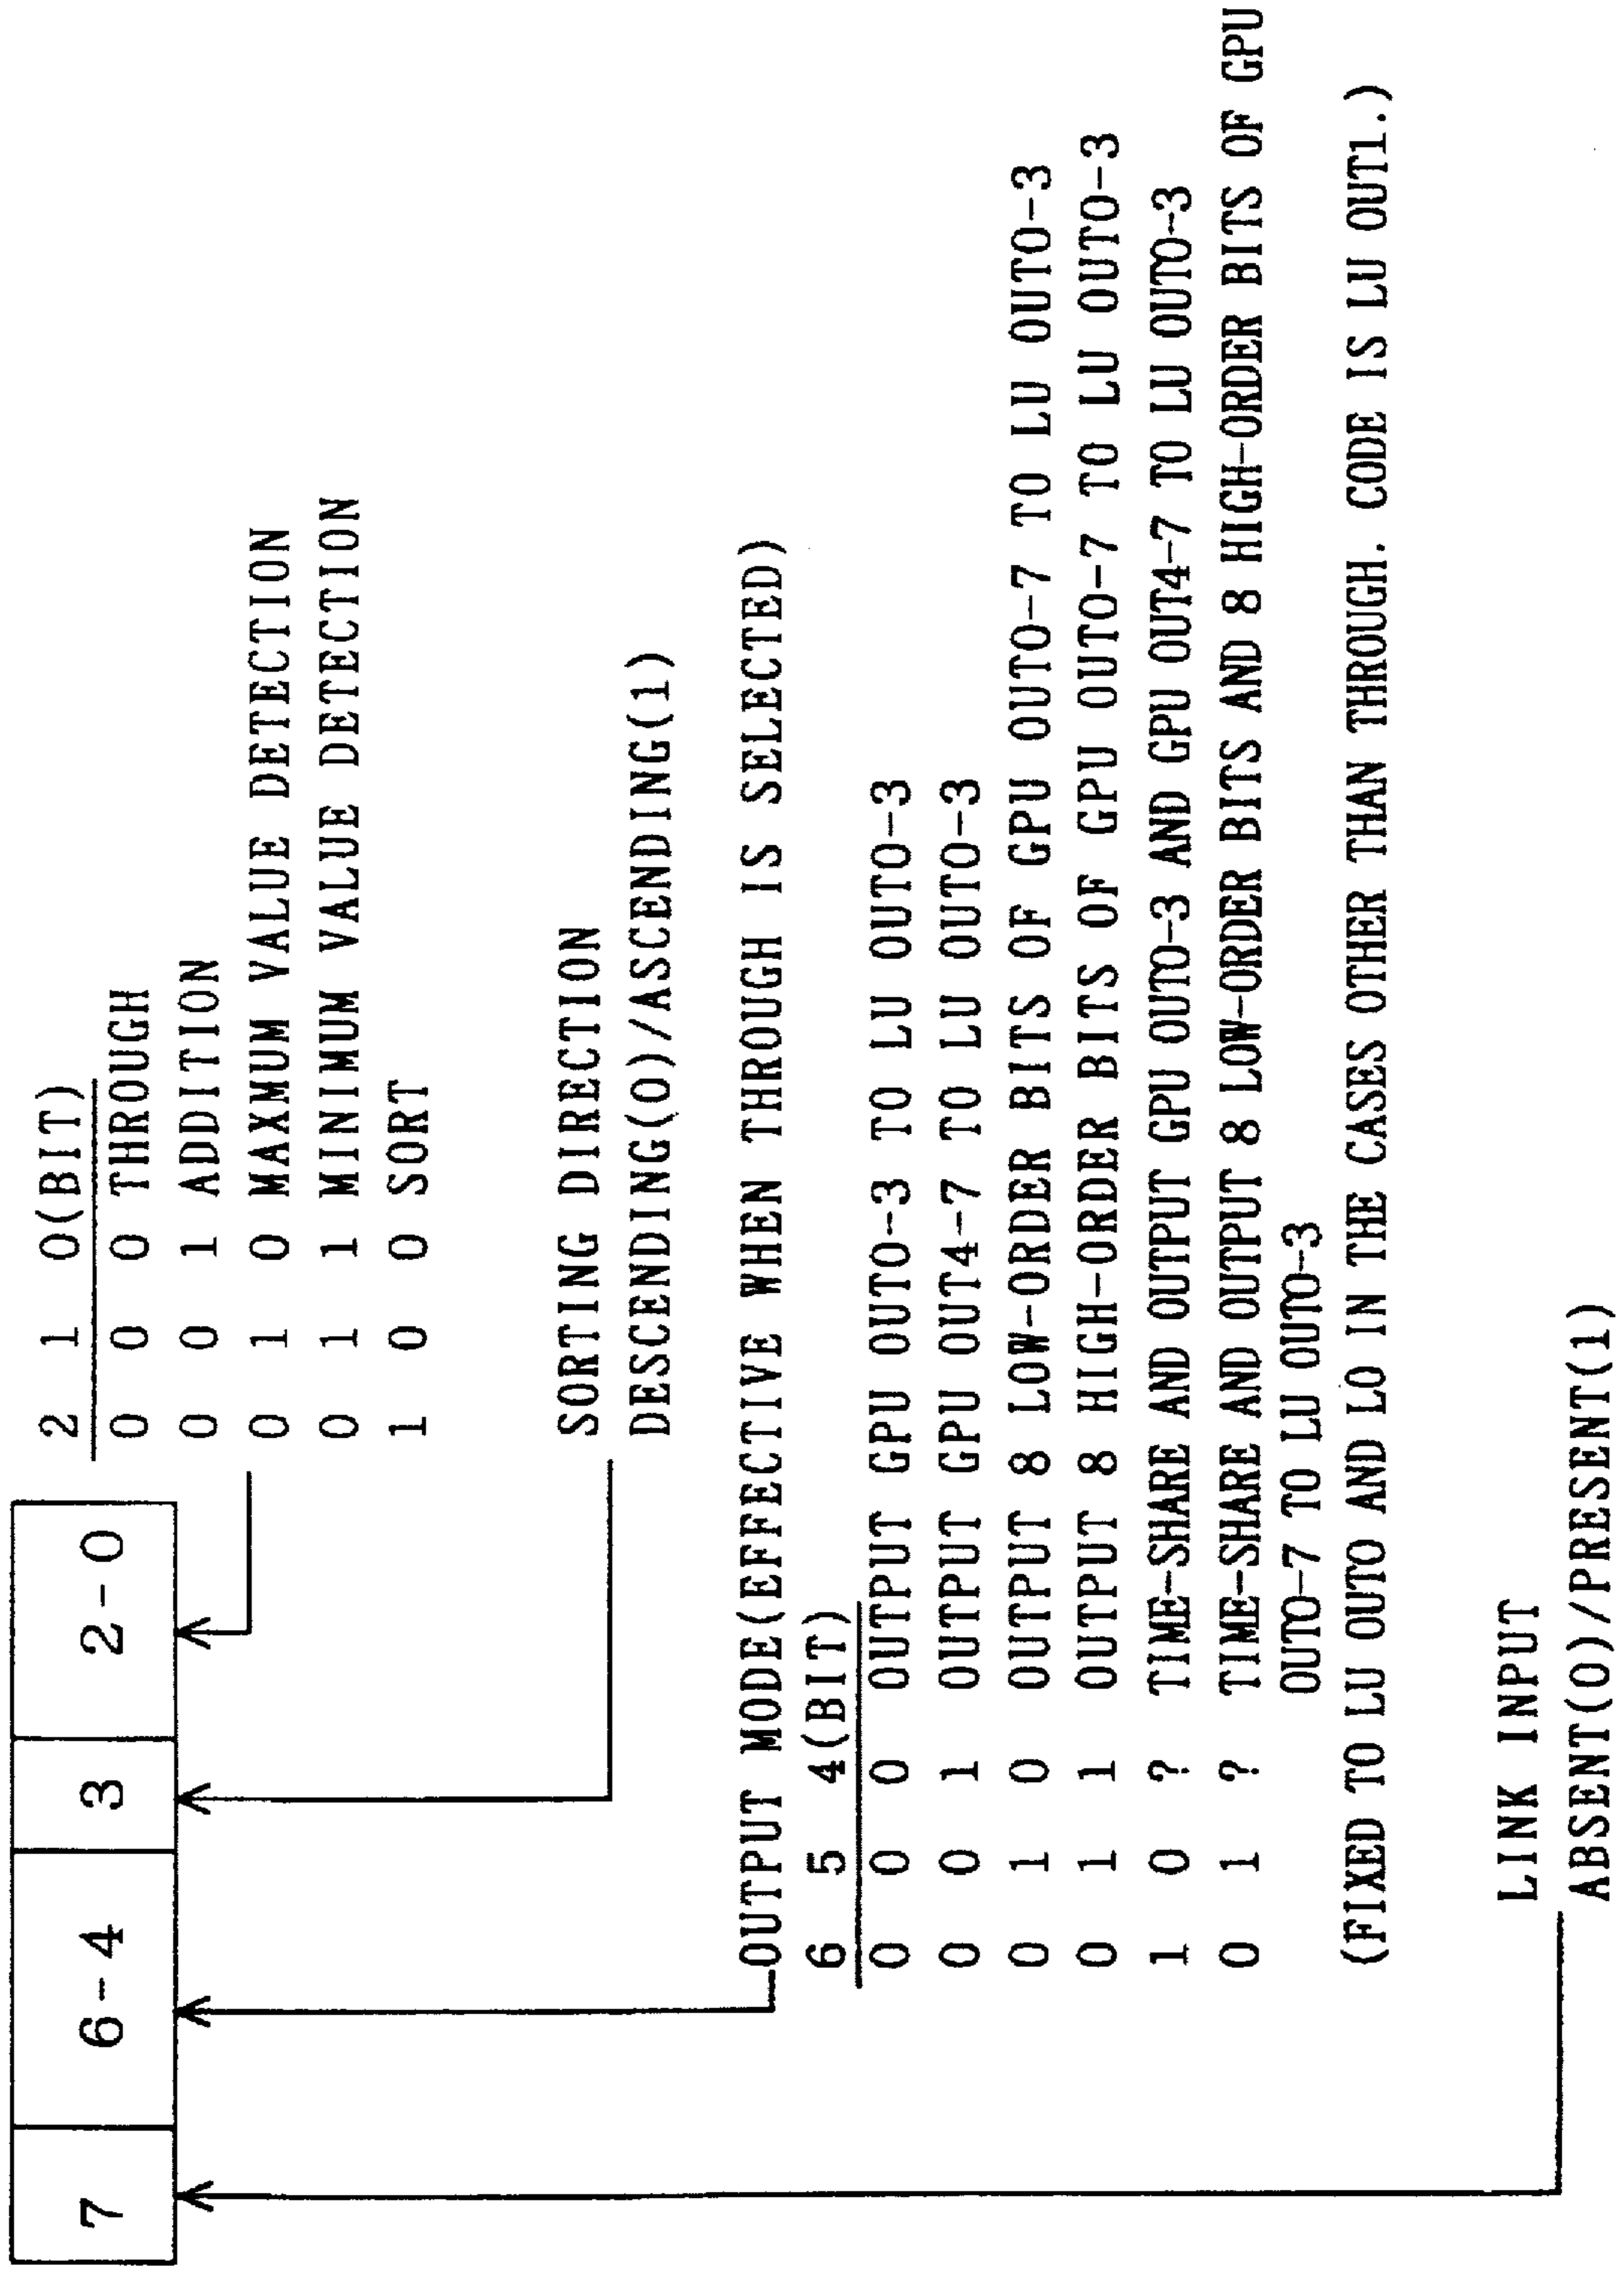 7 6-4 3 2-0
2 1 0(BIT)
0 0 0 THROUGH
0 0 1 ADDITION
0 1 0 MAXMUM VALUE DETECTION
0 1 1 MINIMUM VALUE DETECTION
1 0 0 SORT
SORTING DIRECTION
DESCENDING(0)/ASCENDING(1)
OUTPUT MODE(EFFECTIVE WHEN THROUGH IS SELECTED)
6 5 4(BIT)
0 0 0 OUTPUT GPU OUT0-3 TO LU OUT0-3
0 0 1 OUTPUT GPU OUT4-7 TO LU OUT0-3
0 1 0 OUTPUT 8 LOW-ORDER BITS OF GPU OUT0-7 TO LU OUT0-3
0 1 1 OUTPUT 8 HIGH-ORDER BITS OF GPU OUT0-7 TO LU OUT0-3
1 0 ? TIME-SHARE AND OUTPUT GPU OUT0-3 AND GPU OUT4-7 TO LU OUT0-3
0 1 ? TIME-SHARE AND OUTPUT 8 LOW-ORDER BITS AND 8 HIGH-ORDER BITS OF GPU
OUT0-7 TO LU OUT0-3
(FIXED TO LU OUT0 AND LO IN THE CASES OTHER THAN THROUGH. CODE IS LU OUT1.)
LINK INPUT
ABSENT(0)/PRESENT(1)